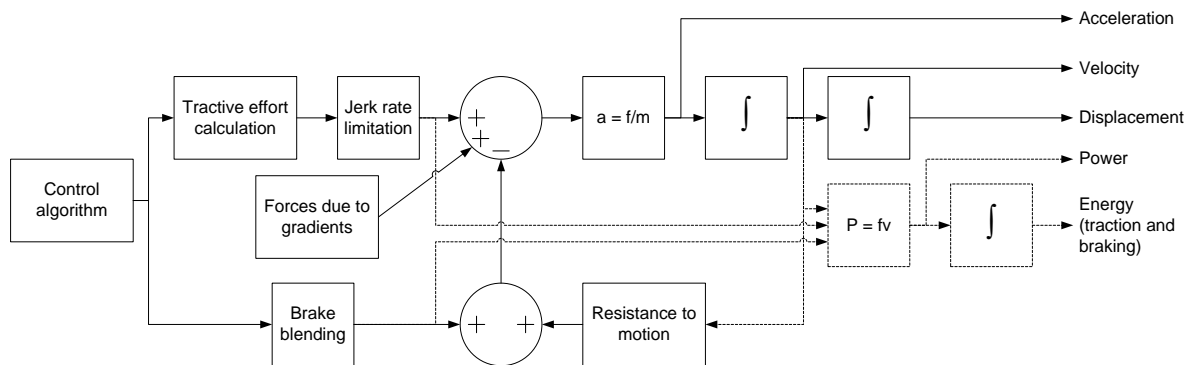 Acceleration
Velocity
Tractive effort
calculation
Jerk rate
limitation
+
+
_
a = f/m
∫
∫
Displacement
Power
Control
algorithm
Forces due to
gradients
P = fv
∫
Energy
(traction and
braking)
Brake
blending
+ +
Resistance to
motion